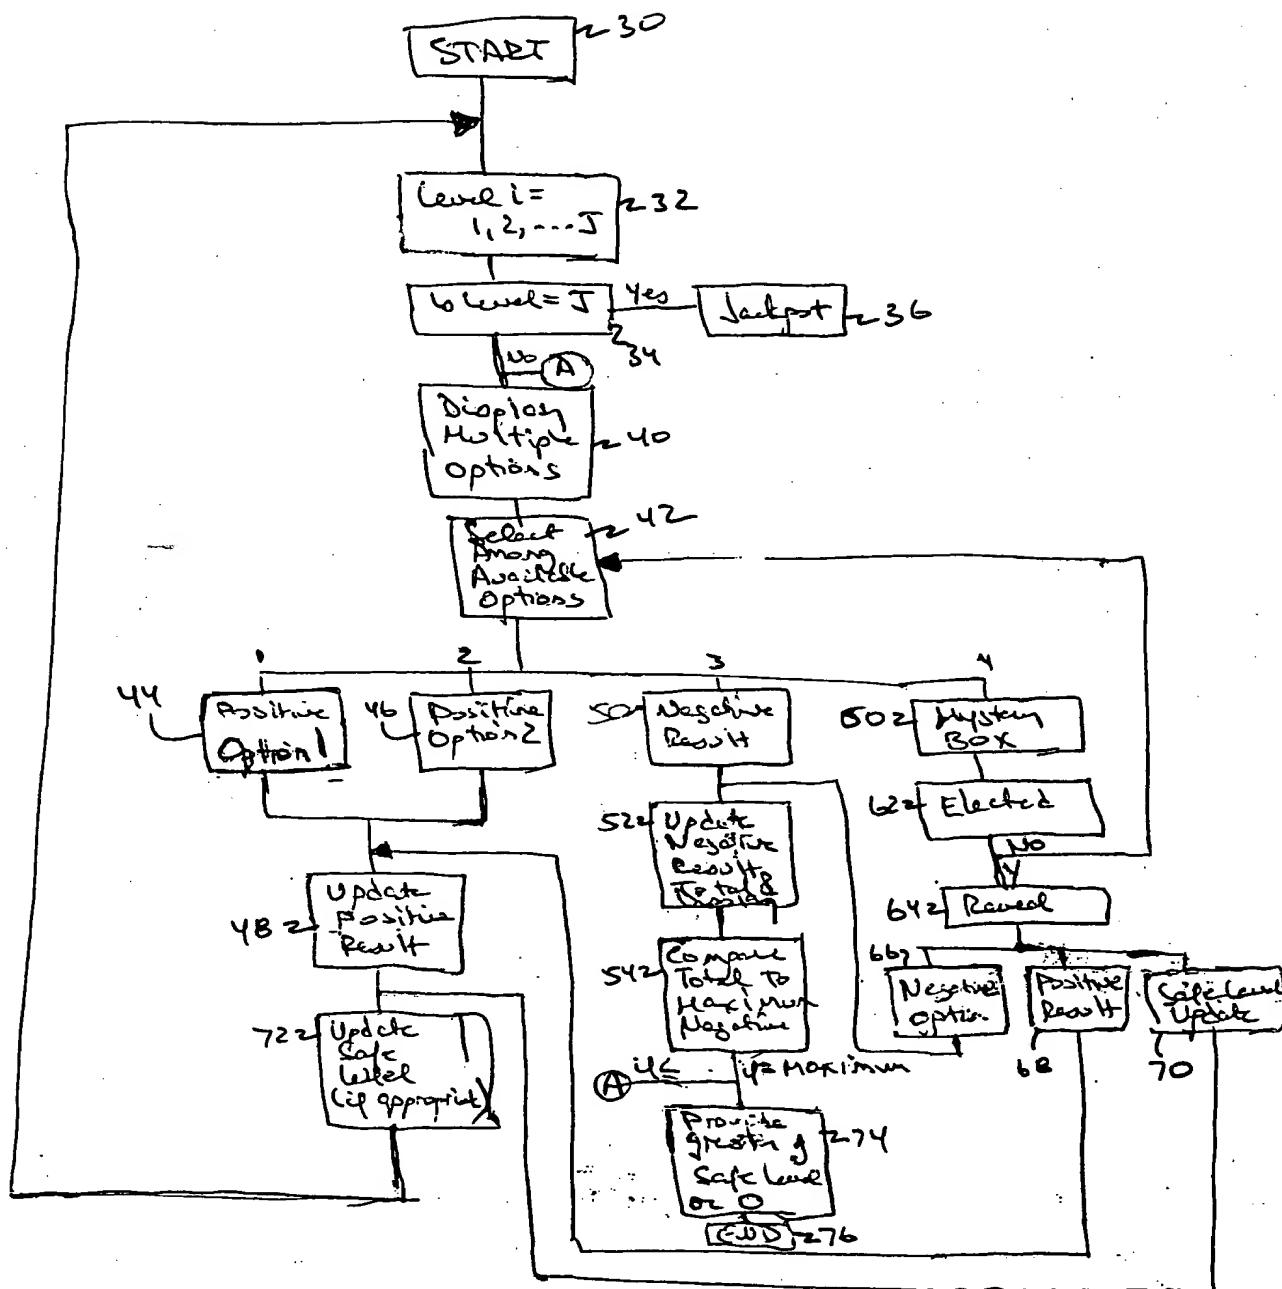 START
30
Level i =
1, 2, ... J
32
Is Level = J
Yes
Jackpot
36
34
No
A
Display
Multiple
Options
40
Select
Among
Available
Options
42
1
2
3
4
44
Positive
Option 1
46
Positive
Option 2
50
Negative
Result
60
Mystery
BOX
62
Elected
NO
Y
52
Update
Negative
Result
Total &
Display
48
Update
Positive
Result
64
Reveal
54
Compare
Total To
Maximum
Negative
66
Negative
Option
Positive
Result
68
Safe Level
Update
70
72
Update
Safe
Level
(if appropriate)
A
if <
if = Maximum
Provide
greater of
Safe Level
or 0
74
END
76